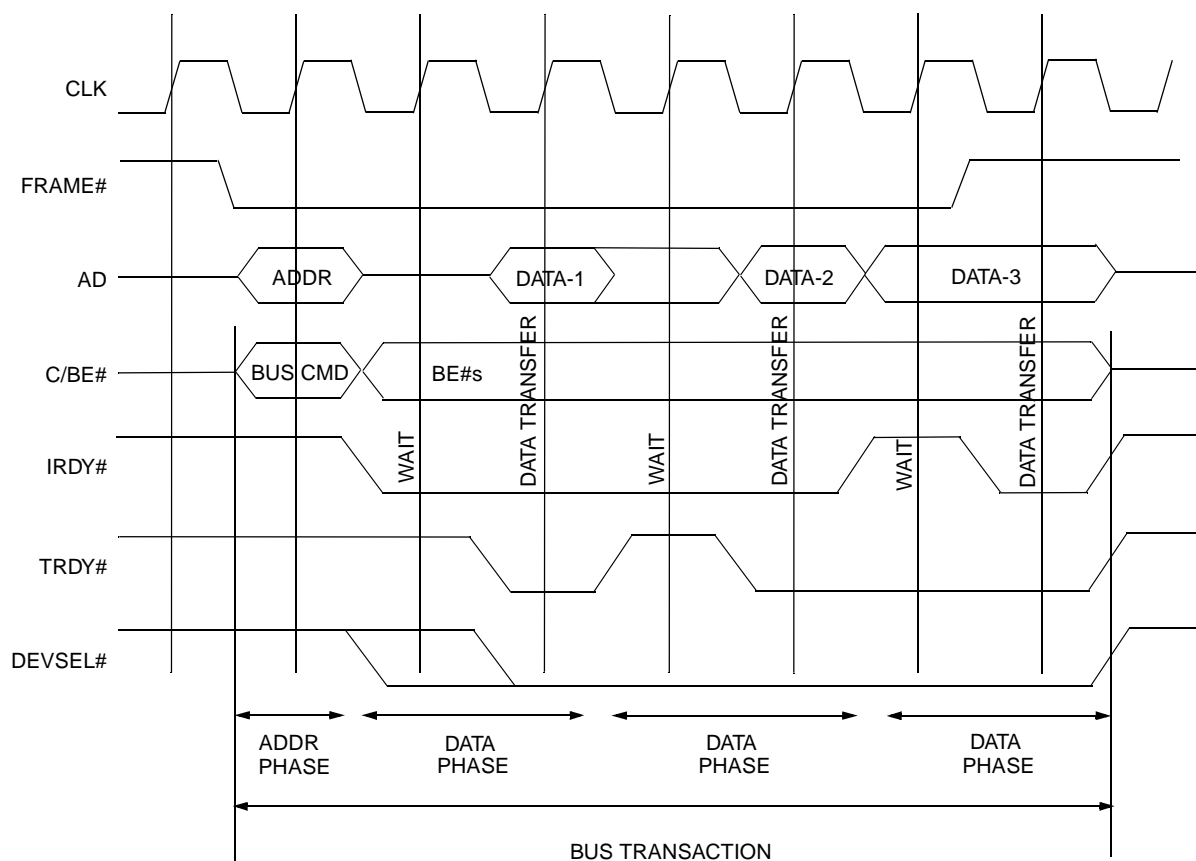 CLK
FRAME#
AD
ADDR
DATA-1
DATA-2
DATA-3
C/BE#
BUS CMD
BE#s
DATA TRANSFER
DATA TRANSFER
DATA TRANSFER
IRDY#
WAIT
WAIT
WAIT
TRDY#
DEVSEL#
ADDR
PHASE
DATA
PHASE
DATA
PHASE
DATA
PHASE
BUS TRANSACTION